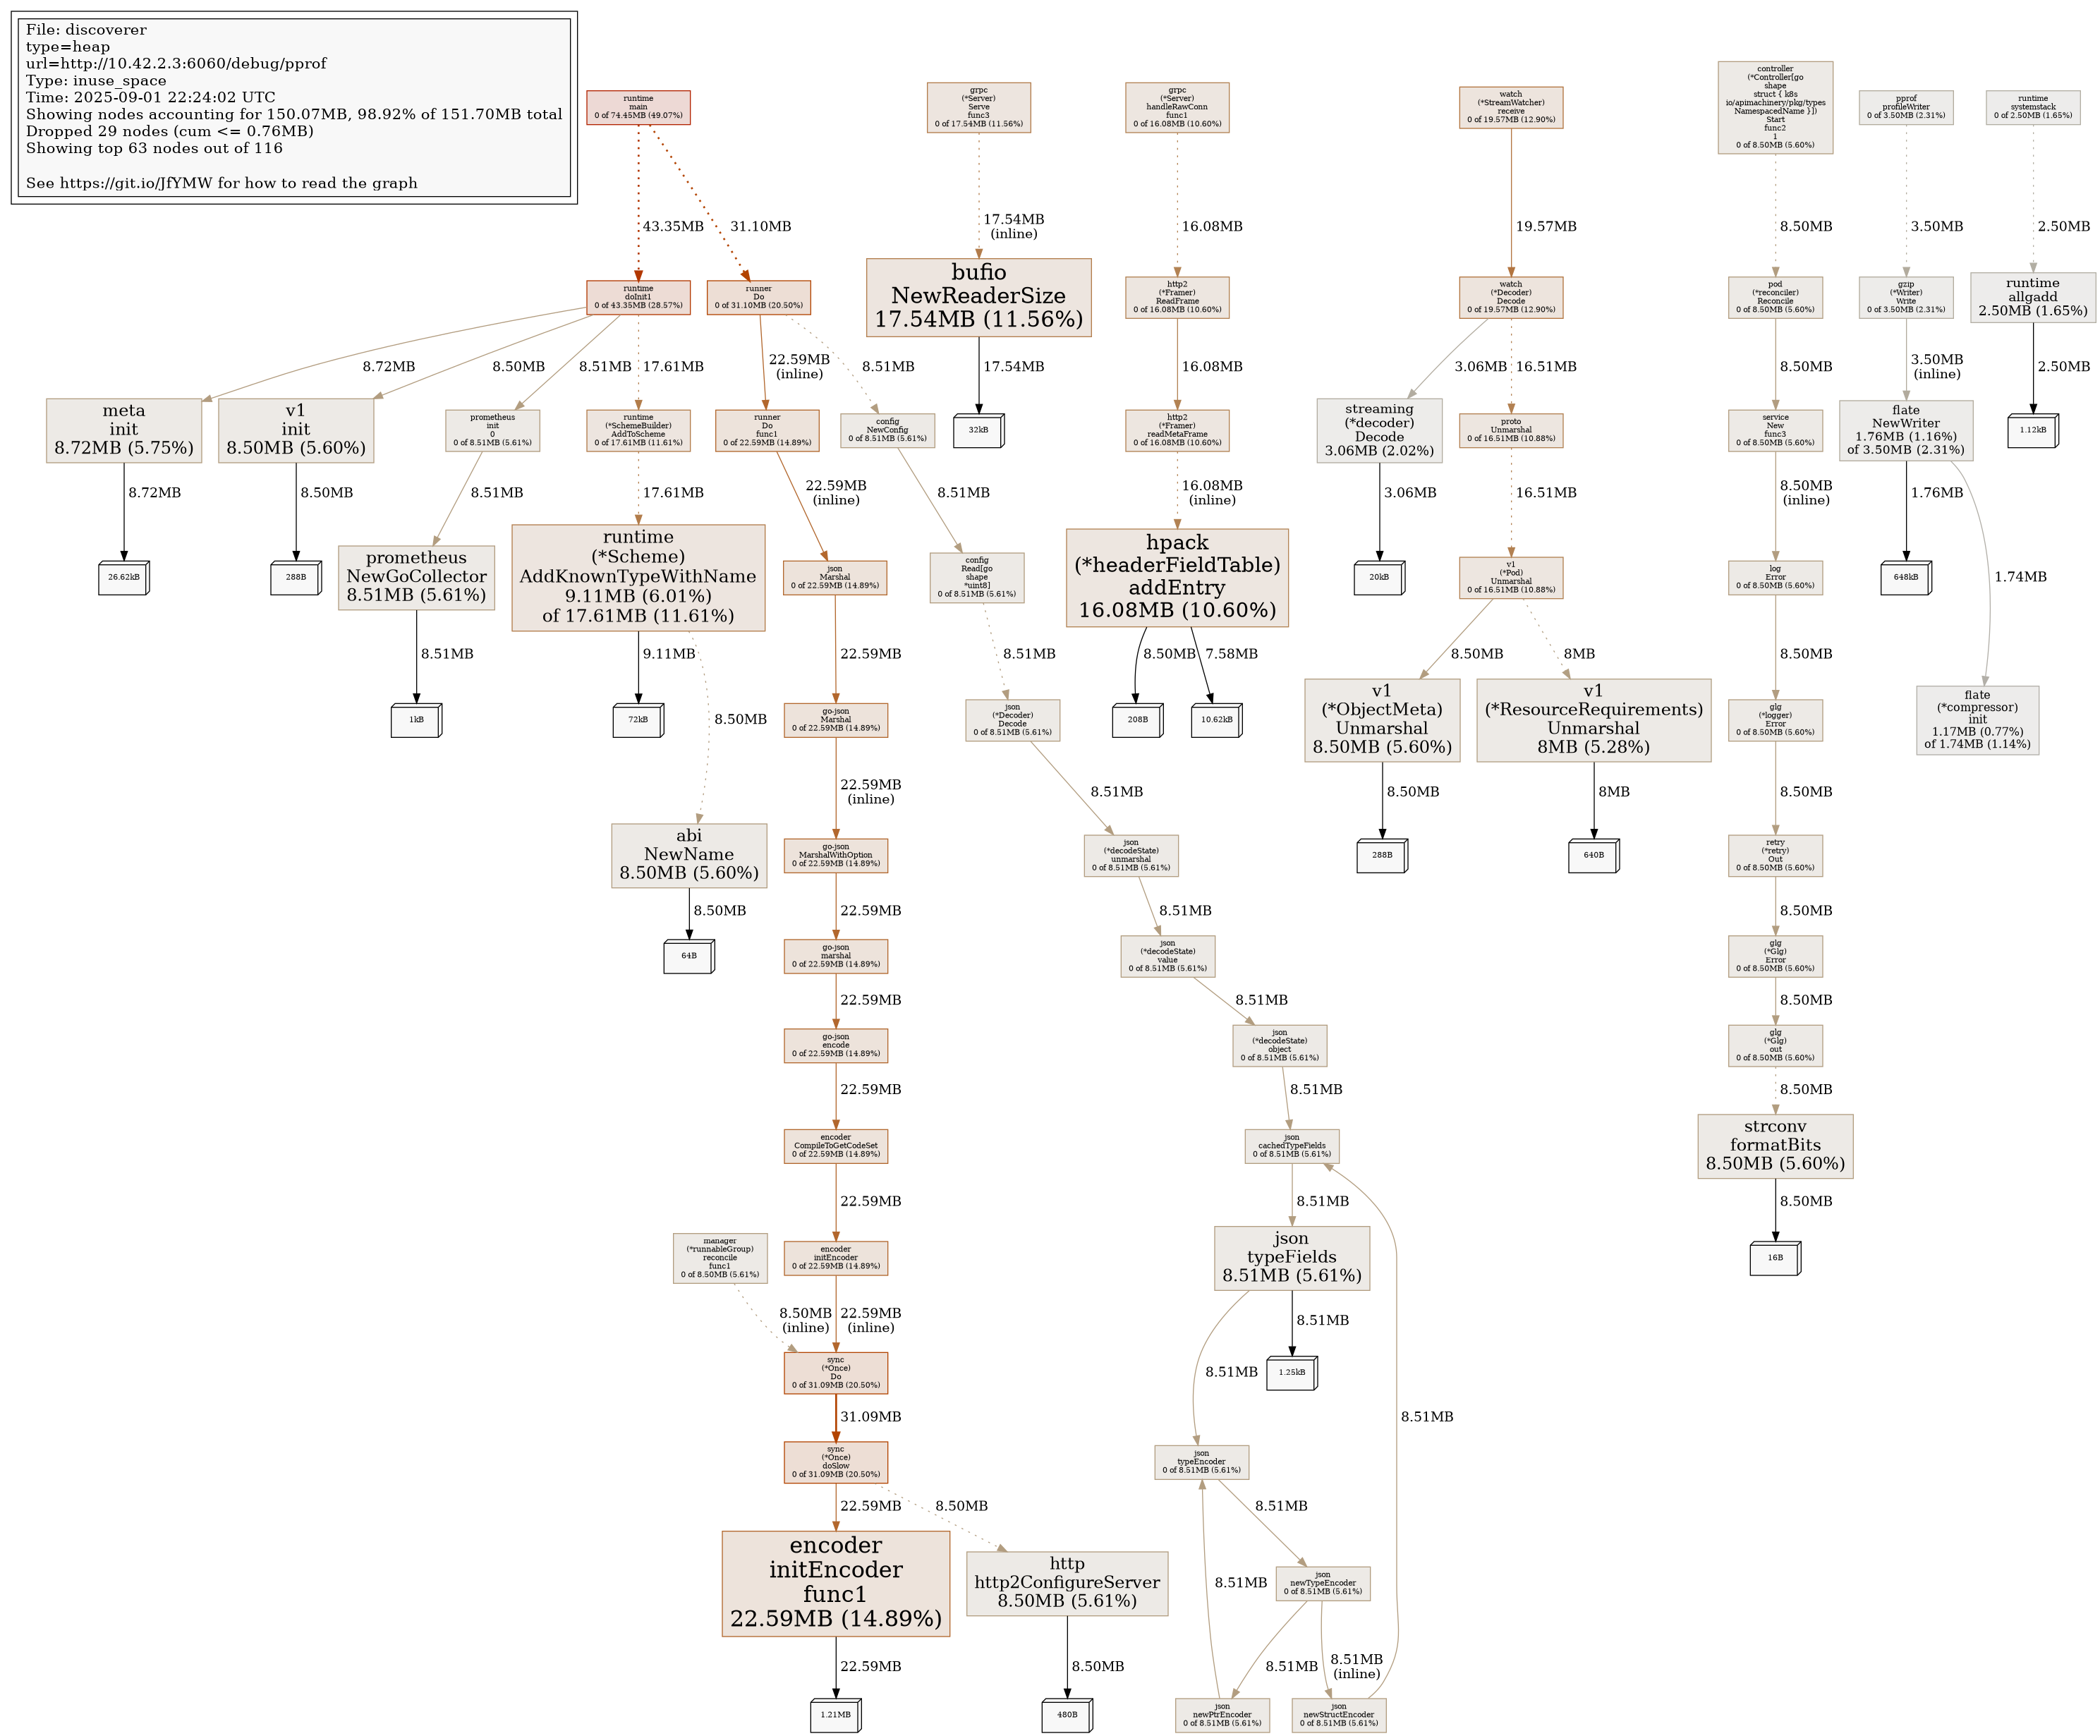 File: discoverer
type=heap
url=http://10.42.2.3:6060/debug/pprof
Type: inuse_space
Time: 2025-09-01 22:24:02 UTC
Showing nodes accounting for 150.07MB, 98.92% of 151.70MB total
Dropped 29 nodes (cum <= 0.76MB)
Showing top 63 nodes out of 116
See https://git.io/JfYMW for how to read the graph
runtime
main
0 of 74.45MB (49.07%)
43.35MB
31.10MB
runtime
doInit1
0 of 43.35MB (28.57%)
runner
Do
0 of 31.10MB (20.50%)
8.72MB
8.50MB
8.51MB
17.61MB
22.59MB
(inline)
8.51MB
meta
init
8.72MB (5.75%)
8.72MB
26.62kB
v1
init
8.50MB (5.60%)
8.50MB
288B
prometheus
init
0
0 of 8.51MB (5.61%)
8.51MB
prometheus
NewGoCollector
8.51MB (5.61%)
8.51MB
1kB
runtime
(*SchemeBuilder)
AddToScheme
0 of 17.61MB (11.61%)
17.61MB
runtime
(*Scheme)
AddKnownTypeWithName
9.11MB (6.01%)
of 17.61MB (11.61%)
9.11MB
72kB
8.50MB
abi
NewName
8.50MB (5.60%)
8.50MB
64B
runner
Do
func1
0 of 22.59MB (14.89%)
22.59MB
(inline)
json
Marshal
0 of 22.59MB (14.89%)
22.59MB
go-json
Marshal
0 of 22.59MB (14.89%)
22.59MB
(inline)
go-json
MarshalWithOption
0 of 22.59MB (14.89%)
22.59MB
go-json
marshal
0 of 22.59MB (14.89%)
22.59MB
go-json
encode
0 of 22.59MB (14.89%)
22.59MB
encoder
CompileToGetCodeSet
0 of 22.59MB (14.89%)
22.59MB
encoder
initEncoder
0 of 22.59MB (14.89%)
22.59MB
(inline)
manager
(*runnableGroup)
reconcile
func1
0 of 8.50MB (5.61%)
8.50MB
(inline)
sync
(*Once)
Do
0 of 31.09MB (20.50%)
31.09MB
sync
(*Once)
doSlow
0 of 31.09MB (20.50%)
22.59MB
8.50MB
encoder
initEncoder
func1
22.59MB (14.89%)
22.59MB
1.21MB
http
http2ConfigureServer
8.50MB (5.61%)
8.50MB
480B
config
NewConfig
0 of 8.51MB (5.61%)
8.51MB
config
Read[go
shape
*uint8]
0 of 8.51MB (5.61%)
8.51MB
json
(*Decoder)
Decode
0 of 8.51MB (5.61%)
8.51MB
json
(*decodeState)
unmarshal
0 of 8.51MB (5.61%)
8.51MB
json
(*decodeState)
value
0 of 8.51MB (5.61%)
8.51MB
json
(*decodeState)
object
0 of 8.51MB (5.61%)
8.51MB
json
cachedTypeFields
0 of 8.51MB (5.61%)
8.51MB
json
typeFields
8.51MB (5.61%)
8.51MB
8.51MB
1.25kB
8.51MB
json
typeEncoder
0 of 8.51MB (5.61%)
8.51MB
json
newTypeEncoder
0 of 8.51MB (5.61%)
8.51MB
8.51MB
8.51MB
(inline)
json
newPtrEncoder
0 of 8.51MB (5.61%)
json
newStructEncoder
0 of 8.51MB (5.61%)
grpc
(*Server)
Serve
func3
0 of 17.54MB (11.56%)
17.54MB
(inline)
bufio
NewReaderSize
17.54MB (11.56%)
17.54MB
32kB
grpc
(*Server)
handleRawConn
func1
0 of 16.08MB (10.60%)
16.08MB
http2
(*Framer)
ReadFrame
0 of 16.08MB (10.60%)
16.08MB
http2
(*Framer)
readMetaFrame
0 of 16.08MB (10.60%)
16.08MB
(inline)
hpack
(*headerFieldTable)
addEntry
16.08MB (10.60%)
8.50MB
7.58MB
208B
10.62kB
watch
(*StreamWatcher)
receive
0 of 19.57MB (12.90%)
19.57MB
watch
(*Decoder)
Decode
0 of 19.57MB (12.90%)
3.06MB
16.51MB
streaming
(*decoder)
Decode
3.06MB (2.02%)
3.06MB
20kB
proto
Unmarshal
0 of 16.51MB (10.88%)
16.51MB
v1
(*Pod)
Unmarshal
0 of 16.51MB (10.88%)
8.50MB
8MB
v1
(*ObjectMeta)
Unmarshal
8.50MB (5.60%)
8.50MB
288B
v1
(*ResourceRequirements)
Unmarshal
8MB (5.28%)
8MB
640B
controller
(*Controller[go
shape
struct { k8s
io/apimachinery/pkg/types
NamespacedName }])
Start
func2
1
0 of 8.50MB (5.60%)
8.50MB
pod
(*reconciler)
Reconcile
0 of 8.50MB (5.60%)
8.50MB
service
New
func3
0 of 8.50MB (5.60%)
8.50MB
(inline)
log
Error
0 of 8.50MB (5.60%)
8.50MB
glg
(*logger)
Error
0 of 8.50MB (5.60%)
8.50MB
retry
(*retry)
Out
0 of 8.50MB (5.60%)
8.50MB
glg
(*Glg)
Error
0 of 8.50MB (5.60%)
8.50MB
glg
(*Glg)
out
0 of 8.50MB (5.60%)
8.50MB
strconv
formatBits
8.50MB (5.60%)
8.50MB
16B
pprof
profileWriter
0 of 3.50MB (2.31%)
3.50MB
gzip
(*Writer)
Write
0 of 3.50MB (2.31%)
3.50MB
(inline)
flate
NewWriter
1.76MB (1.16%)
of 3.50MB (2.31%)
1.76MB
648kB
1.74MB
flate
(*compressor)
init
1.17MB (0.77%)
of 1.74MB (1.14%)
runtime
systemstack
0 of 2.50MB (1.65%)
2.50MB
runtime
allgadd
2.50MB (1.65%)
2.50MB
1.12kB